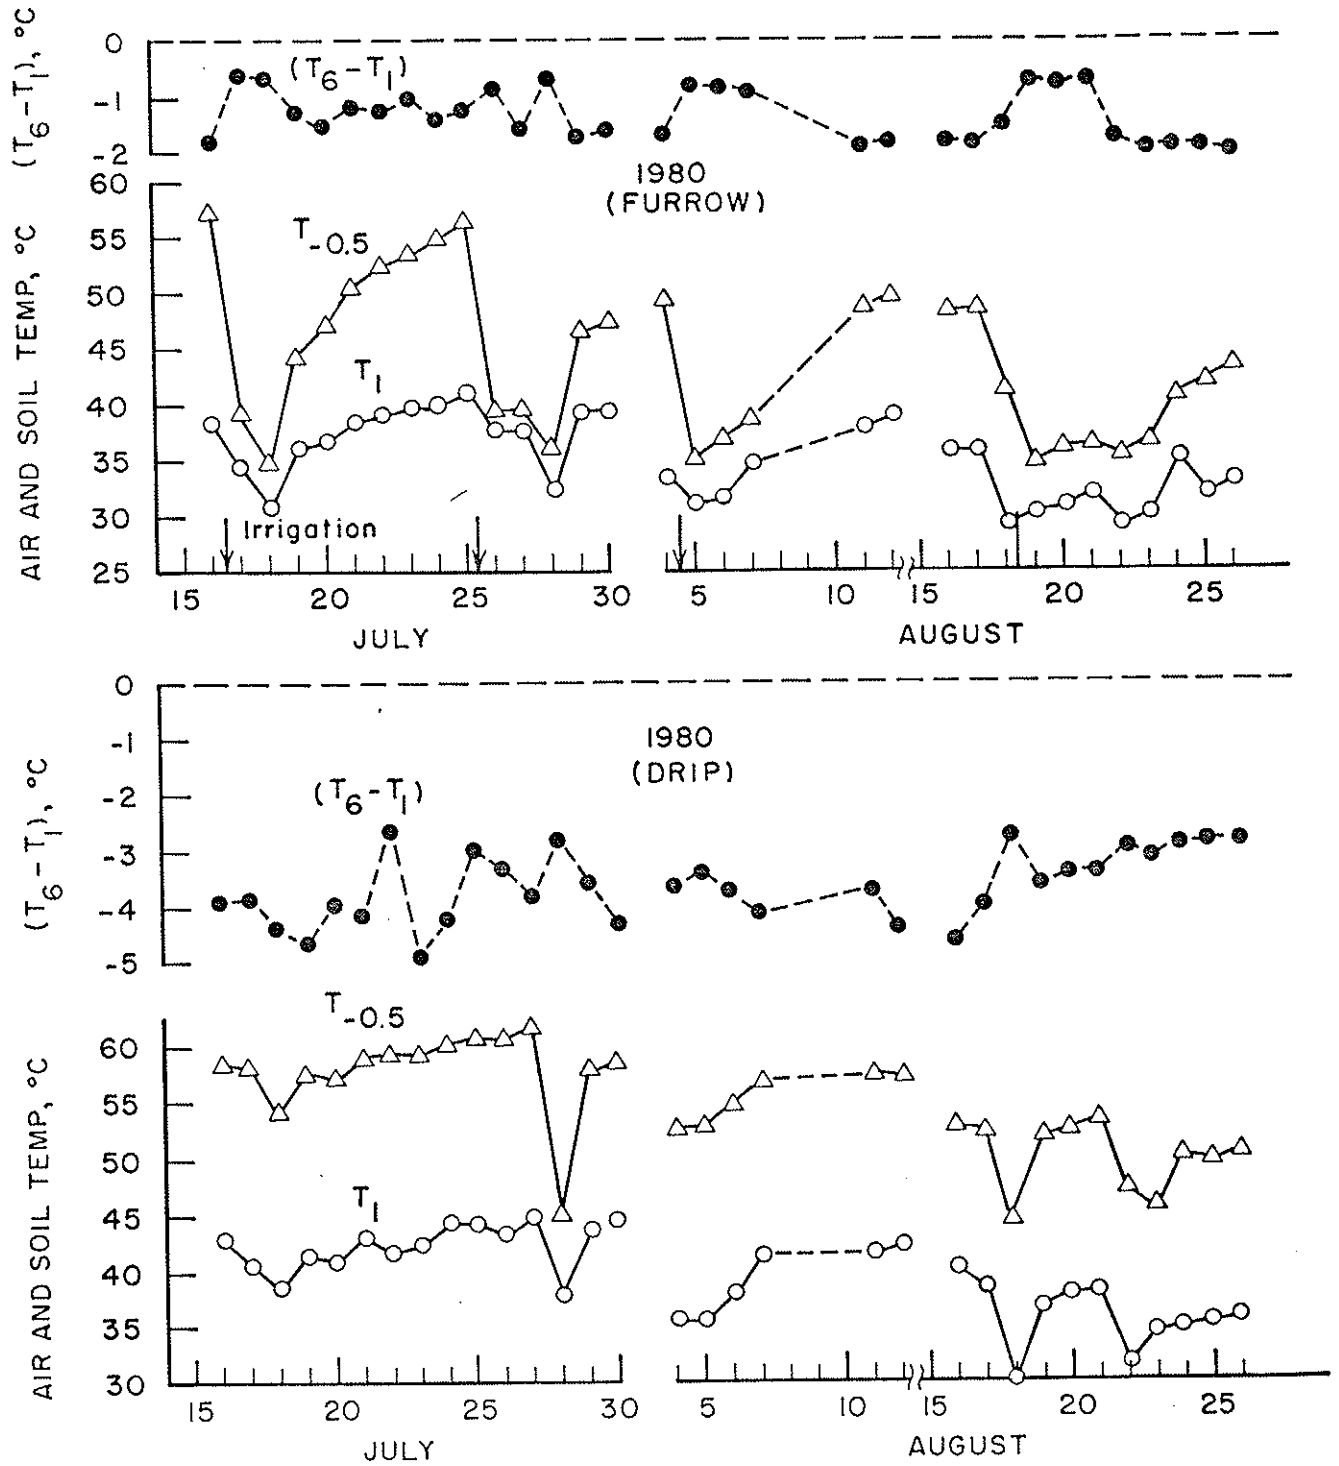 (T6-T1), °C
0
-1
-2
(T6-T1)
1980
(FURROW)
AIR AND SOIL TEMP, °C
60
55
50
45
40
35
30
25
T-0.5
T1
Irrigation
15 20 25 30 5 10 15 20 25
JULY AUGUST
(T6-T1), °C
0
-1
-2
-3
-4
-5
1980
(DRIP)
(T6-T1)
AIR AND SOIL TEMP, °C
60
55
50
45
40
35
30
T-0.5
T1
15 20 25 30 5 10 15 20 25
JULY AUGUST